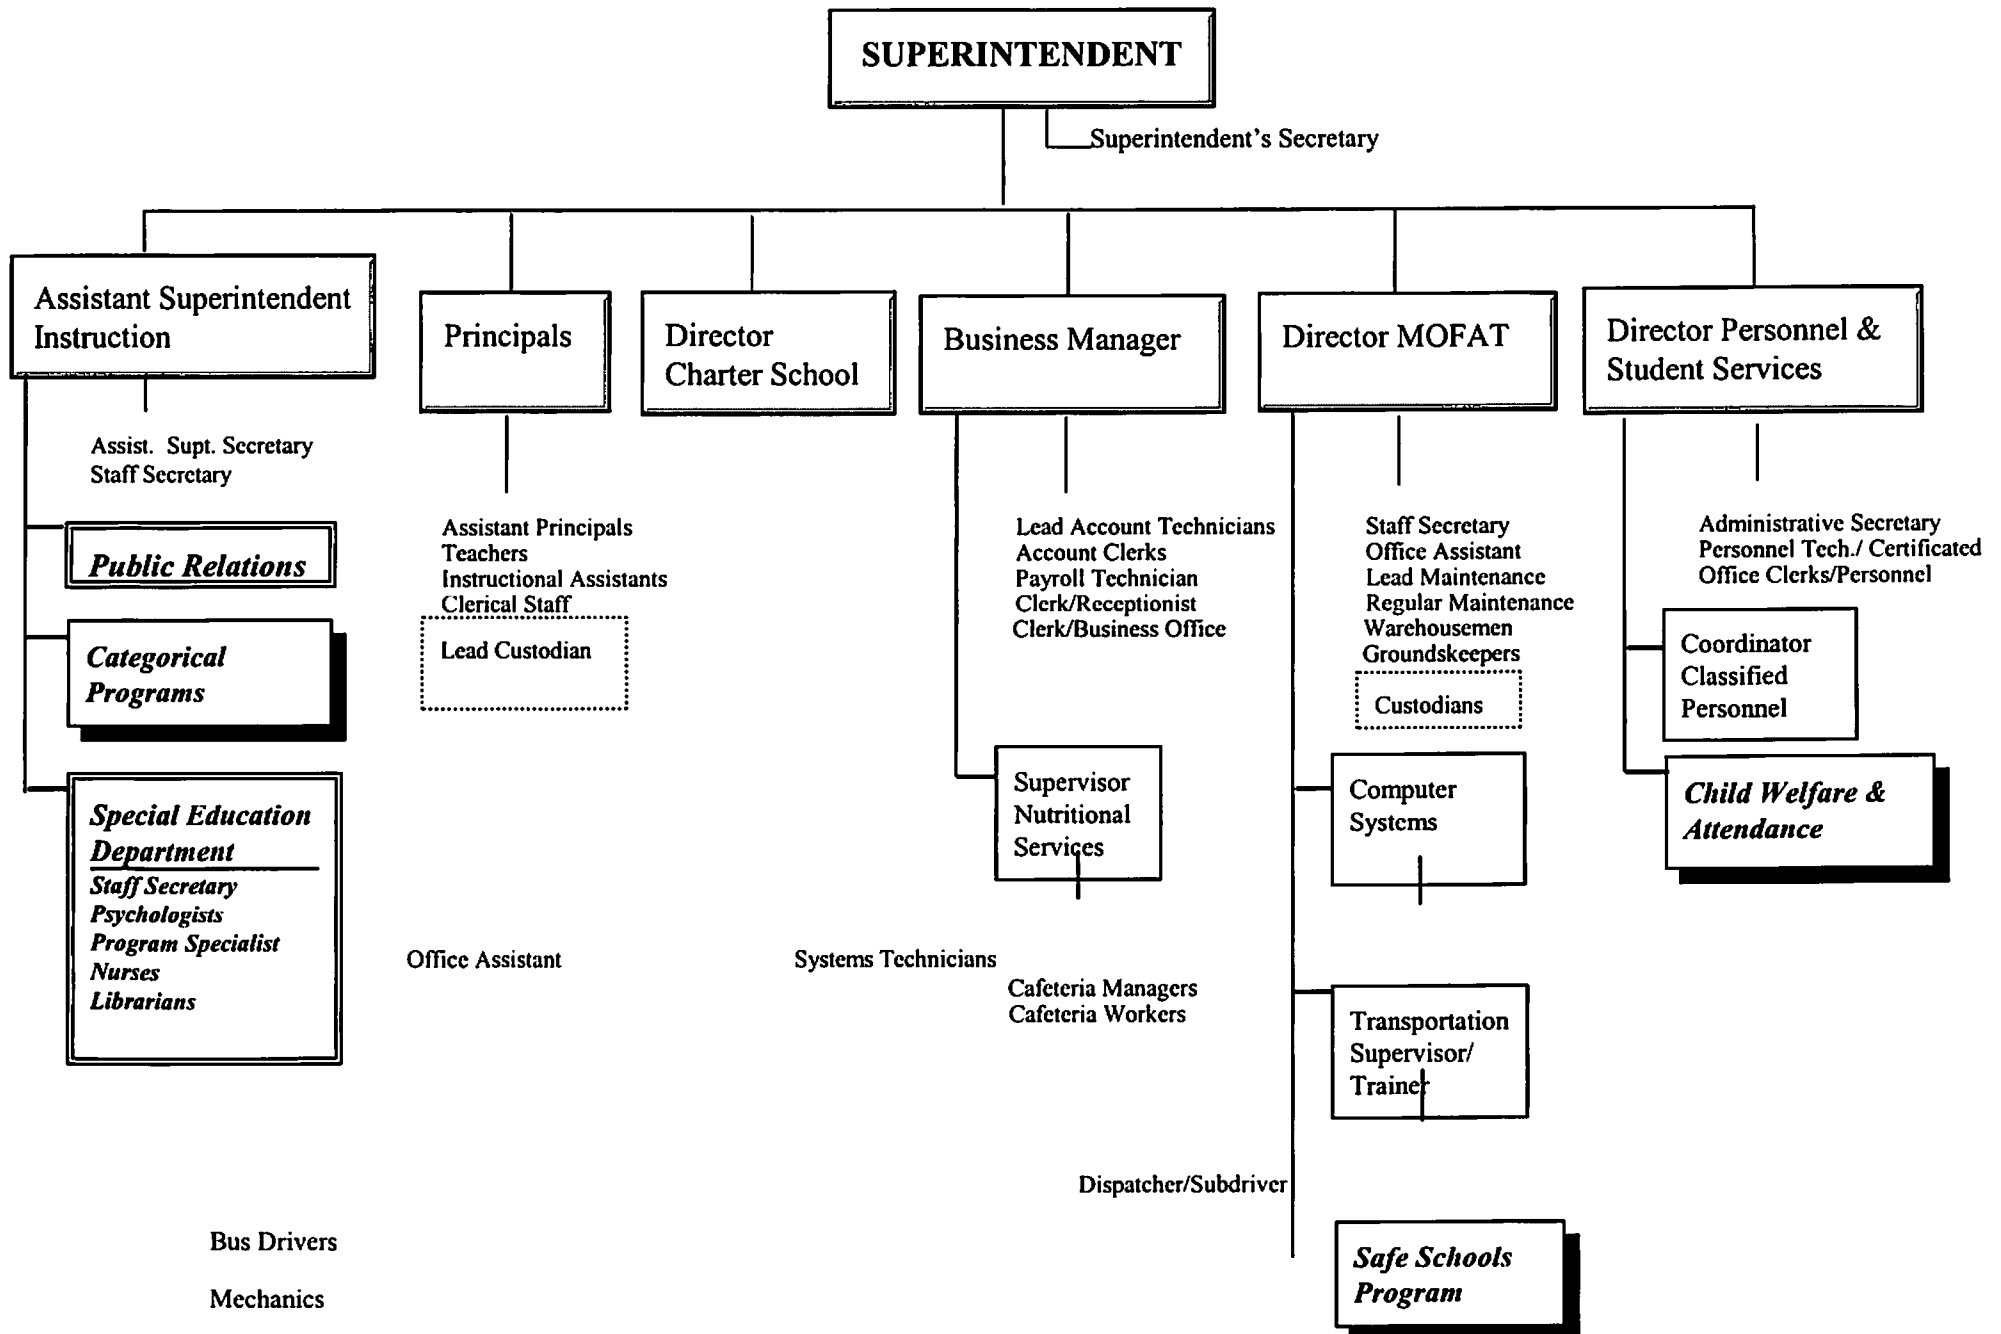 SUPERINTENDENT
Superintendent's Secretary
Assistant Superintendent
Instruction
Principals
Director
Charter School
Business Manager
Director MOFAT
Director Personnel &
Student Services
Assist. Supt. Secretary
Staff Secretary
Public Relations
Categorical
Programs
Special Education
Department
Staff Secretary
Psychologists
Program Specialist
Nurses
Librarians
Assistant Principals
Teachers
Instructional Assistants
Clerical Staff
Lead Custodian
Lead Account Technicians
Account Clerks
Payroll Technician
Clerk/Receptionist
Clerk/Business Office
Supervisor
Nutritional
Services
Staff Secretary
Office Assistant
Lead Maintenance
Regular Maintenance
Warehousemen
Groundskeepers
Custodians
Computer
Systems
Administrative Secretary
Personnel Tech./ Certificated
Office Clerks/Personnel
Coordinator
Classified
Personnel
Child Welfare &
Attendance
Office Assistant
Systems Technicians
Cafeteria Managers
Cafeteria Workers
Transportation
Supervisor/
Trainer
Dispatcher/Subdriver
Bus Drivers
Mechanics
Safe Schools
Program